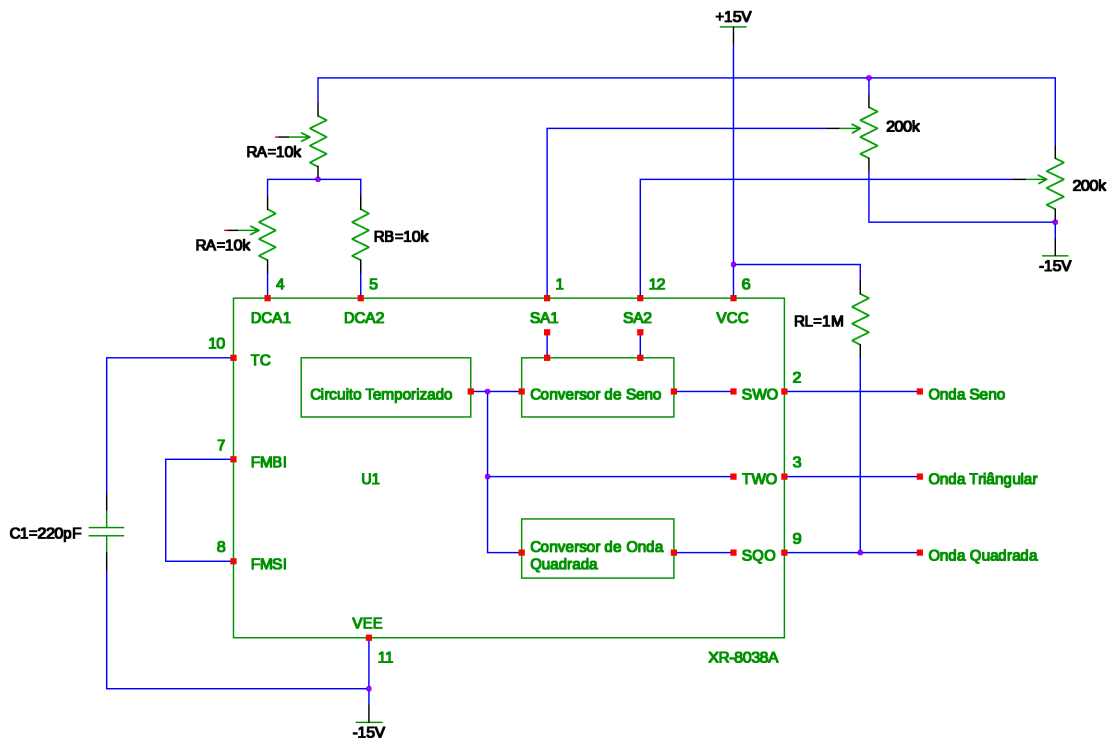 +15V
200k
RA=10k
200k
RA=10k
RB=10k
-15V
4
5
1
12
6
DCA1
DCA2
SA1
SA2
VCC
RL=1M
10
TC
2
Circuito Temporizado
Conversor de Seno
SWO
Onda Seno
7
FMBI
U1
3
TWO
Onda Triângular
C1=220pF
8
FMSI
Conversor de Onda
Quadrada
9
SQO
Onda Quadrada
VEE
11
XR-8038A
-15V